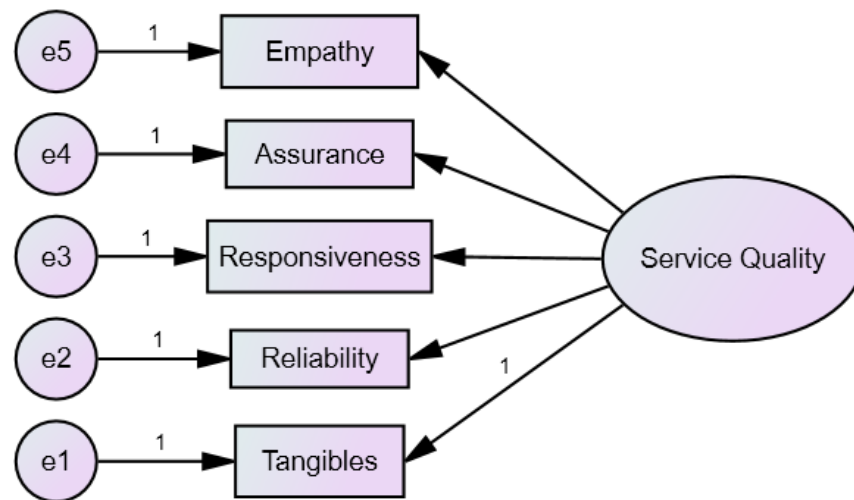 e5
1
Empathy
e4
1
Assurance
e3
1
Responsiveness
Service Quality
e2
1
Reliability
1
e1
1
Tangibles